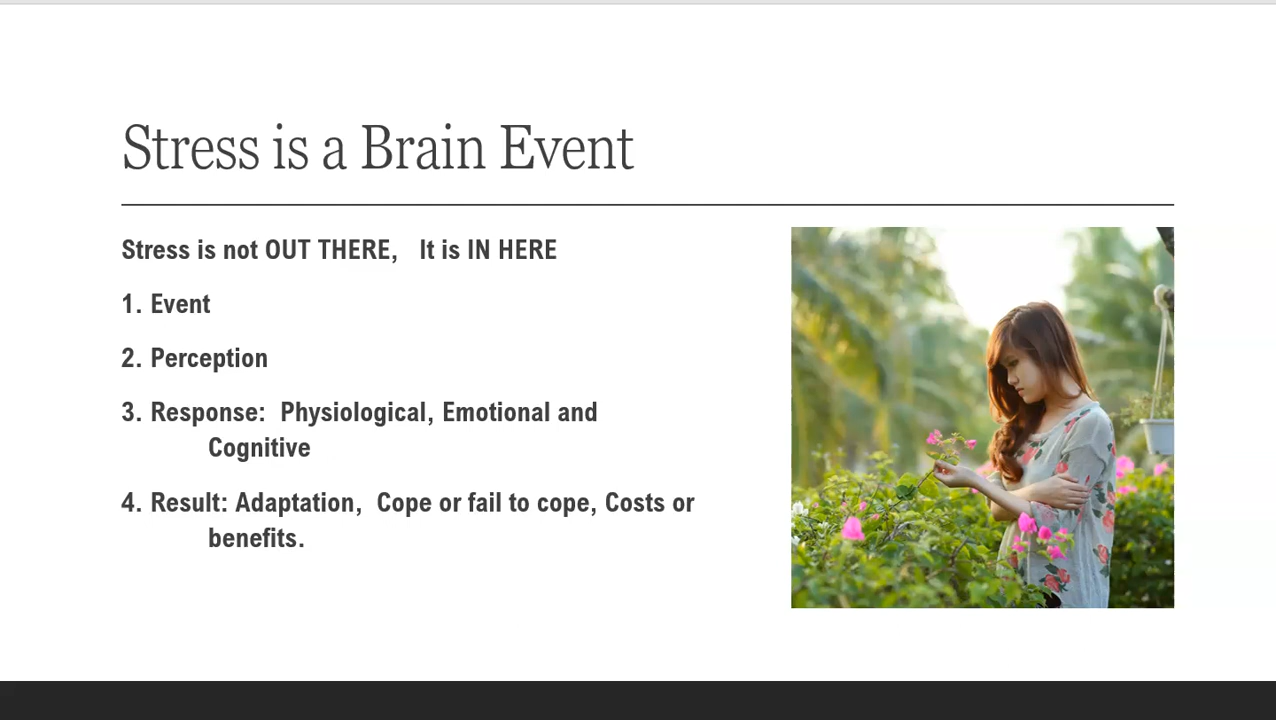 Stress is a Brain Event
Stress is not OUT THERE,   It is IN HERE
1. Event
2. Perception
3. Response:  Physiological, Emotional and
Cognitive
4. Result: Adaptation,  Cope or fail to cope, Costs or
benefits.